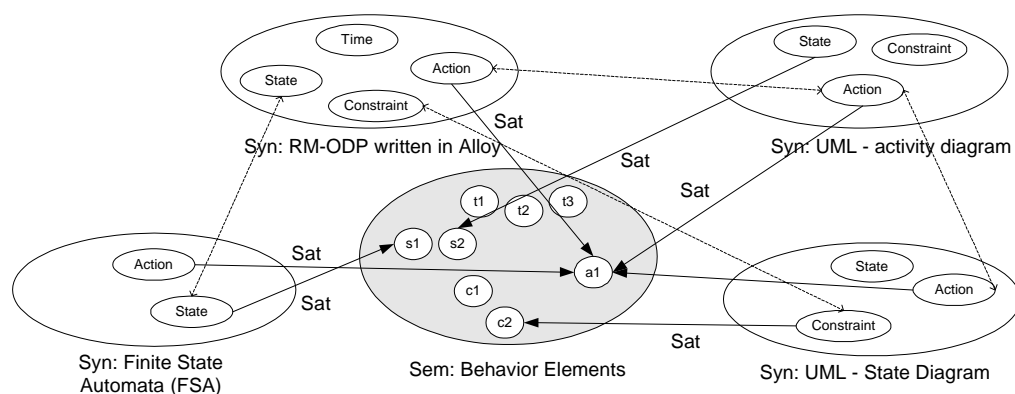 Time
State
Action
Constraint
Syn: RM-ODP written in Alloy
State
Constraint
Action
Syn: UML - activity diagram
Sat
Sat
Sat
t1
t2
t3
s1
s2
a1
c1
c2
Sem: Behavior Elements
Action
State
Sat
Sat
Syn: Finite State
Automata (FSA)
State
Action
Constraint
Sat
Syn: UML - State Diagram